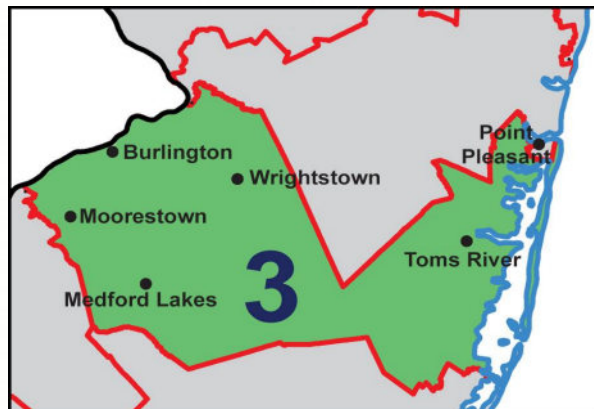 Point
Pleasant
Burlington
Wrightstown
Moorestown
Toms River
Medford Lakes
3